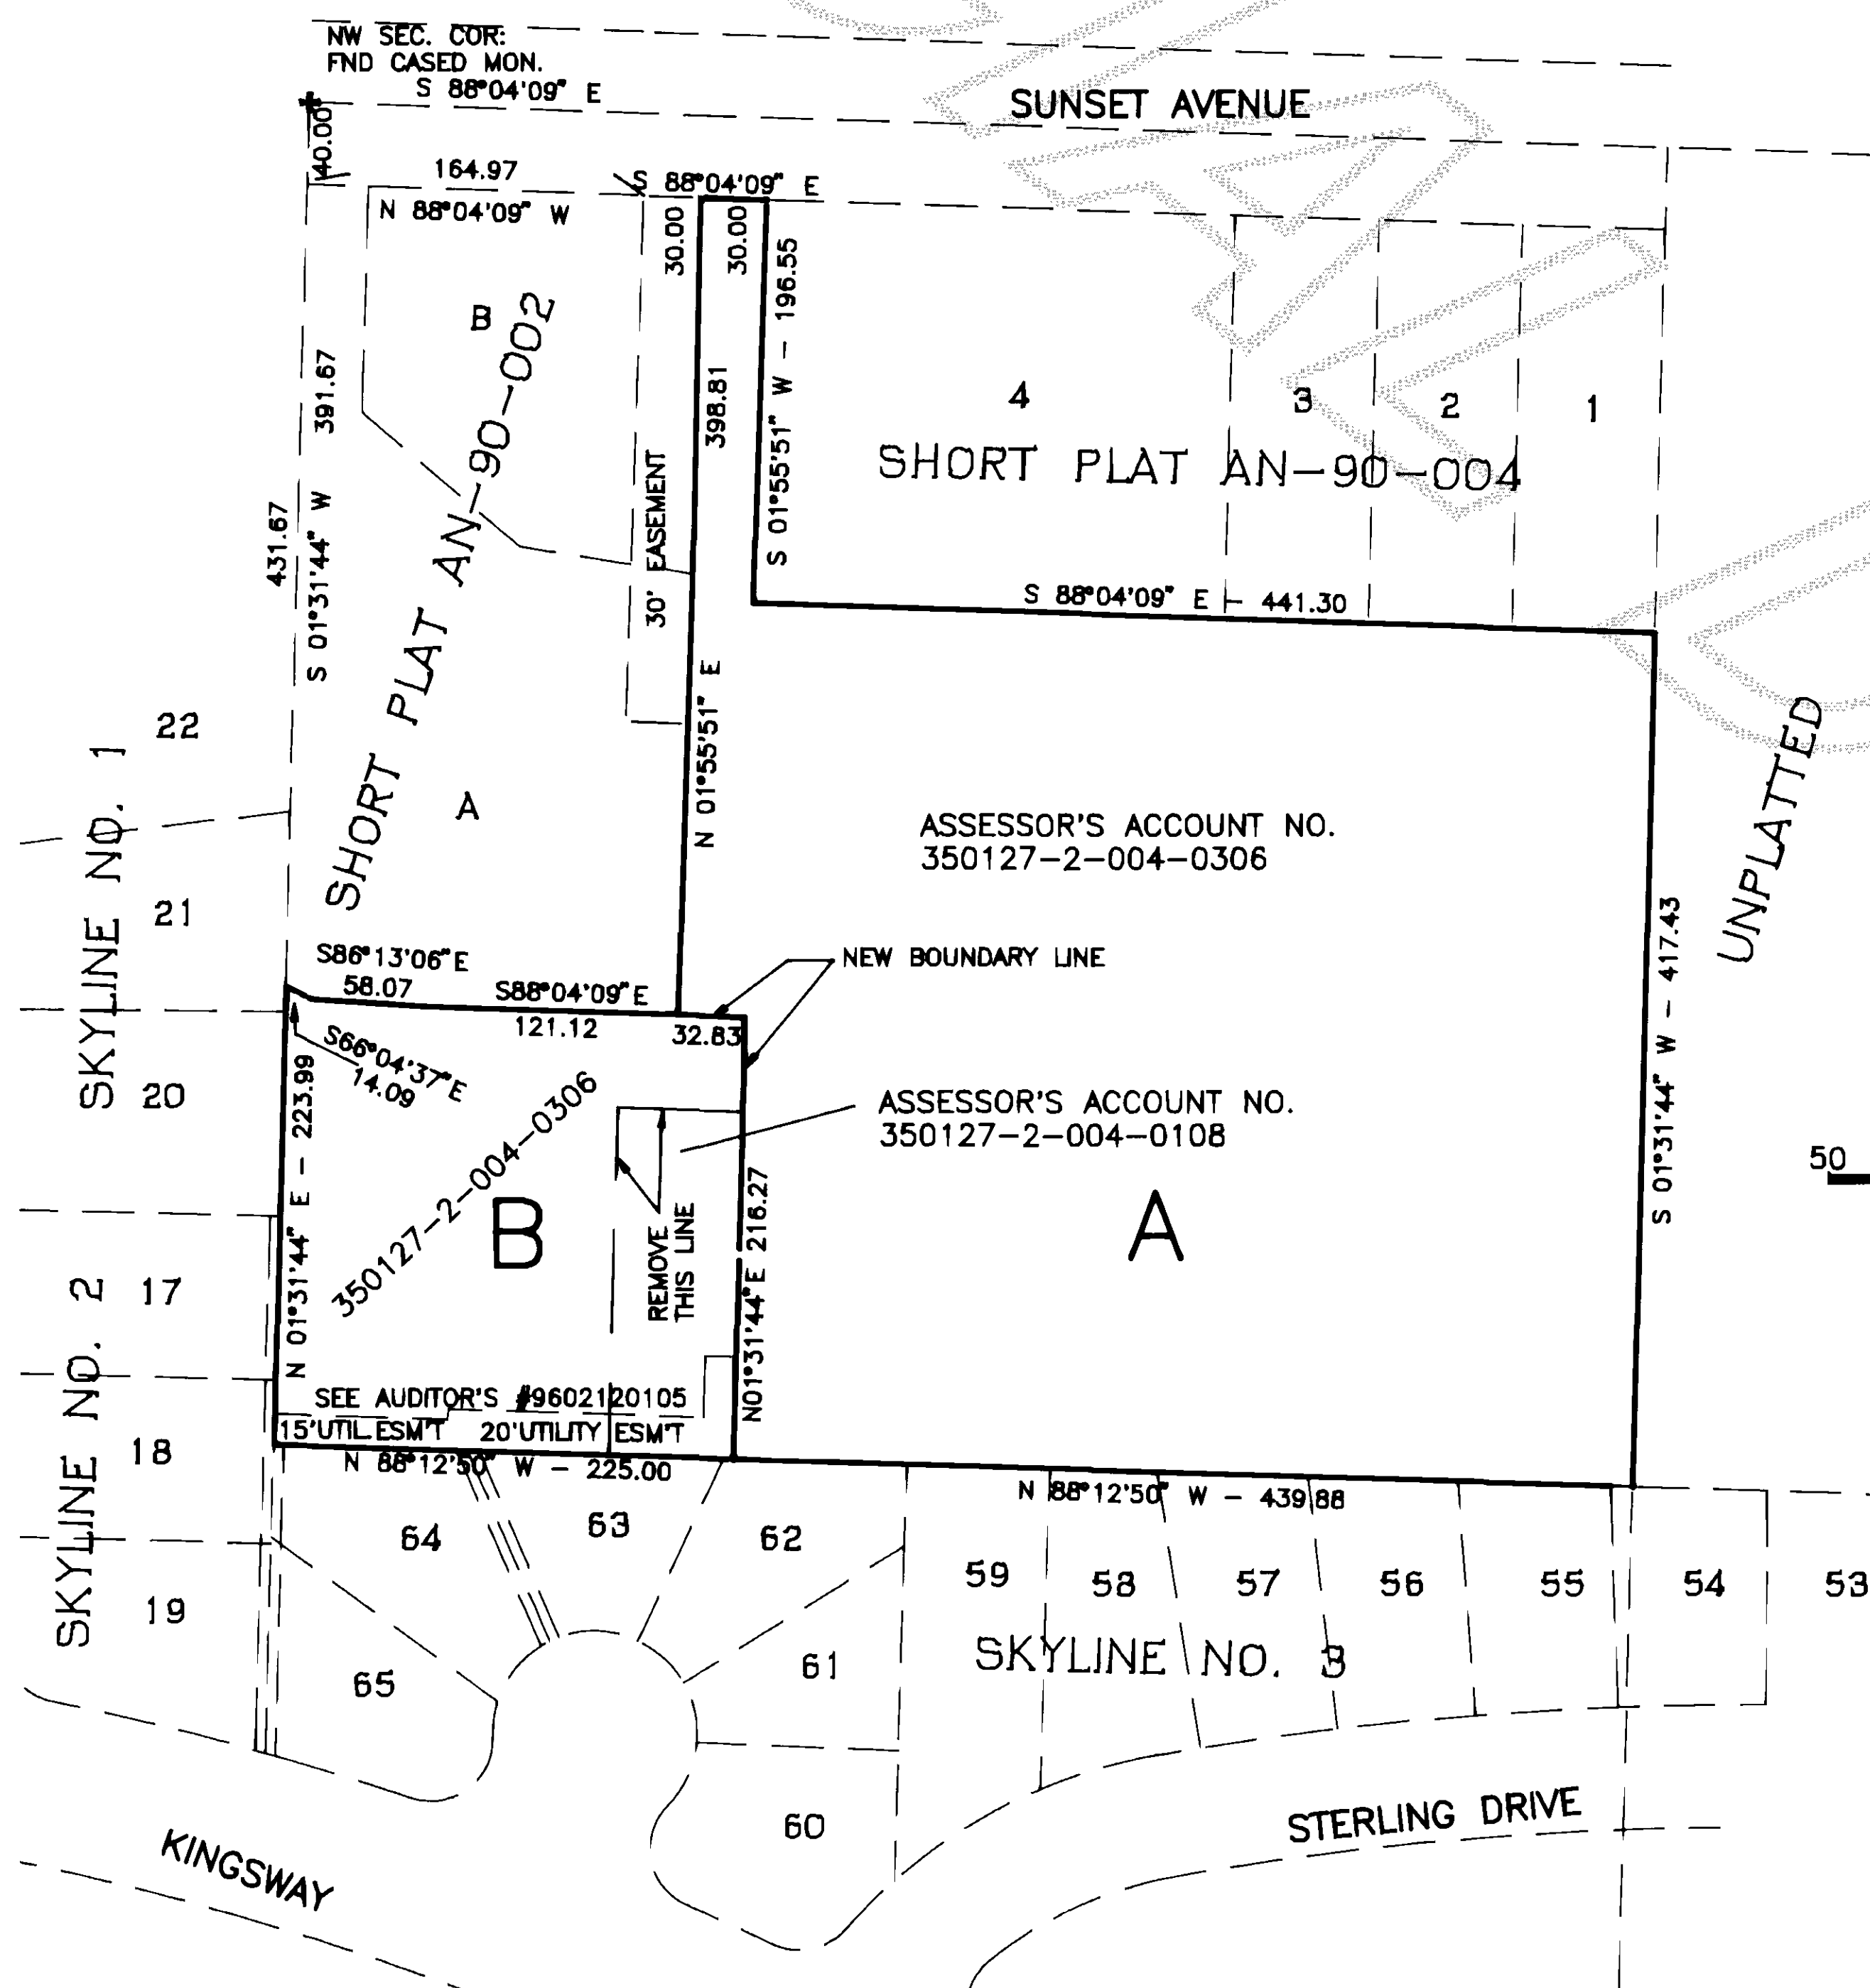 NW SEC. COR:
FND CASED MON.
S 88°04'09" E
SUNSET AVENUE
40.00
164.97
N 88°04'09" W
S 88°04'09" E
30.00
30.00
S 01°55'51" W - 196.55
398.81
N 01°55'51" E
30' EASEMENT
B
SHORT PLAT AN-90-002
A
391.67
S 01°31'44" W
431.67
4
3
2
1
SHORT PLAT AN-90-004
S 88°04'09" E - 441.30
UNPLATTED
22
21
20
SKYLINE NO. 1
ASSESSOR'S ACCOUNT NO.
350127-2-004-0306
S 01°31'44" W - 417.43
NEW BOUNDARY LINE
S86°13'06"E
58.07
S88°04'09"E
121.12
32.83
S66°04'37"E
14.09
N 01°31'44" E - 223.99
350127-2-004-0306
B
ASSESSOR'S ACCOUNT NO.
350127-2-004-0108
REMOVE
THIS LINE
N01°31'44"E 216.27
A
50
17
18
19
SKYLINE NO. 2
SEE AUDITOR'S #9602120105
15'UTIL.ESM'T
20'UTILITY ESM'T
N 88°12'50" W - 225.00
N 88°12'50" W - 439.88
64
63
62
59
58
57
56
55
54
53
65
61
60
SKYLINE NO. 3
STERLING DRIVE
KINGSWAY